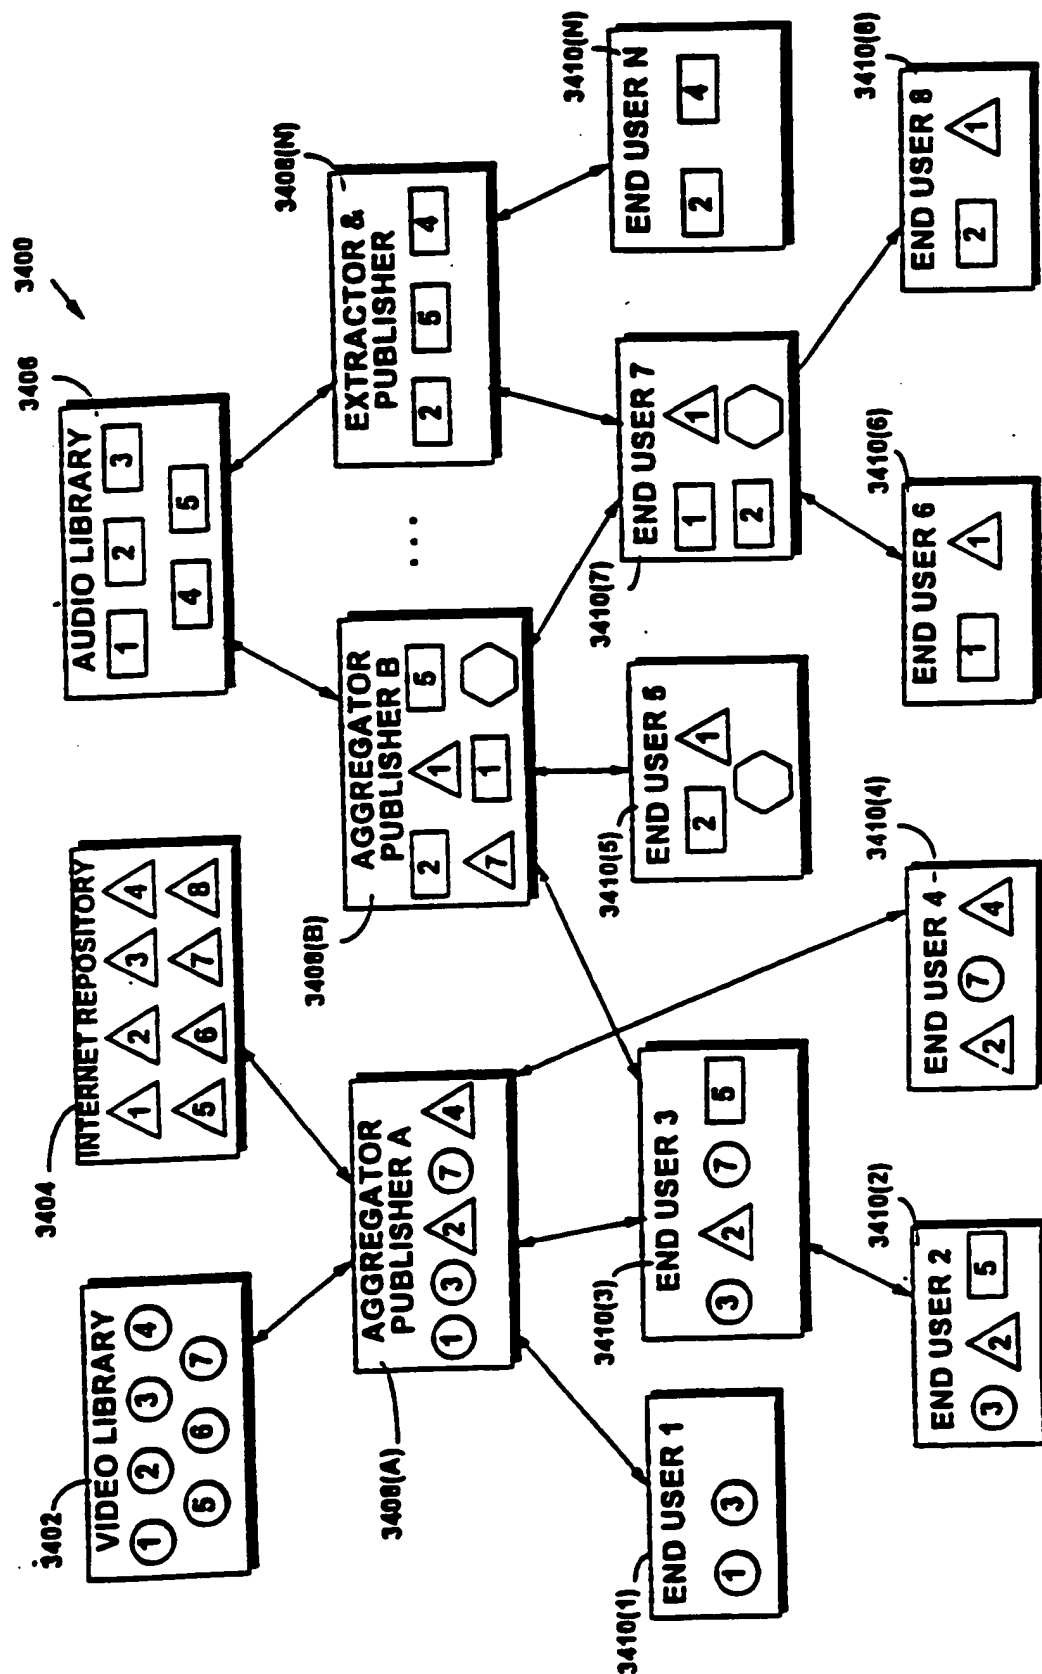 3400
3402
VIDEO LIBRARY
1 2 3 4
5 6 7
3404
INTERNET REPOSITORY
1 2 3 4
5 6 7 8
3406
AUDIO LIBRARY
1 2 3
4 5
3408(A)
AGGREGATOR
PUBLISHER A
1 3 2 7 4
3408(B)
AGGREGATOR
PUBLISHER B
2 1 5
7 1
...
3408(N)
EXTRACTOR &
PUBLISHER
2 5 4
3410(1)
END USER 1
1 3
3410(3)
END USER 3
3 2 7 5
3410(5)
END USER 5
2 1
3410(7)
END USER 7
1 1
2
3410(N)
END USER N
2 4
3410(2)
END USER 2
3 2 5
3410(4)
END USER 4
2 7 4
3410(6)
END USER 6
1 1
3410(8)
END USER 8
2 1